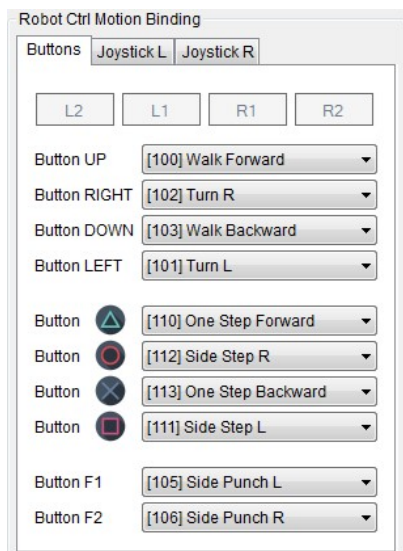 Robot Ctrl Motion Binding
Buttons Joystick L Joystick R
L2 L1 R1 R2
Button UP [100] Walk Forward
Button RIGHT [102] Turn R
Button DOWN [103] Walk Backward
Button LEFT [101] Turn L
Button [110] One Step Forward
Button [112] Side Step R
Button [113] One Step Backward
Button [111] Side Step L
Button F1 [105] Side Punch L
Button F2 [106] Side Punch R